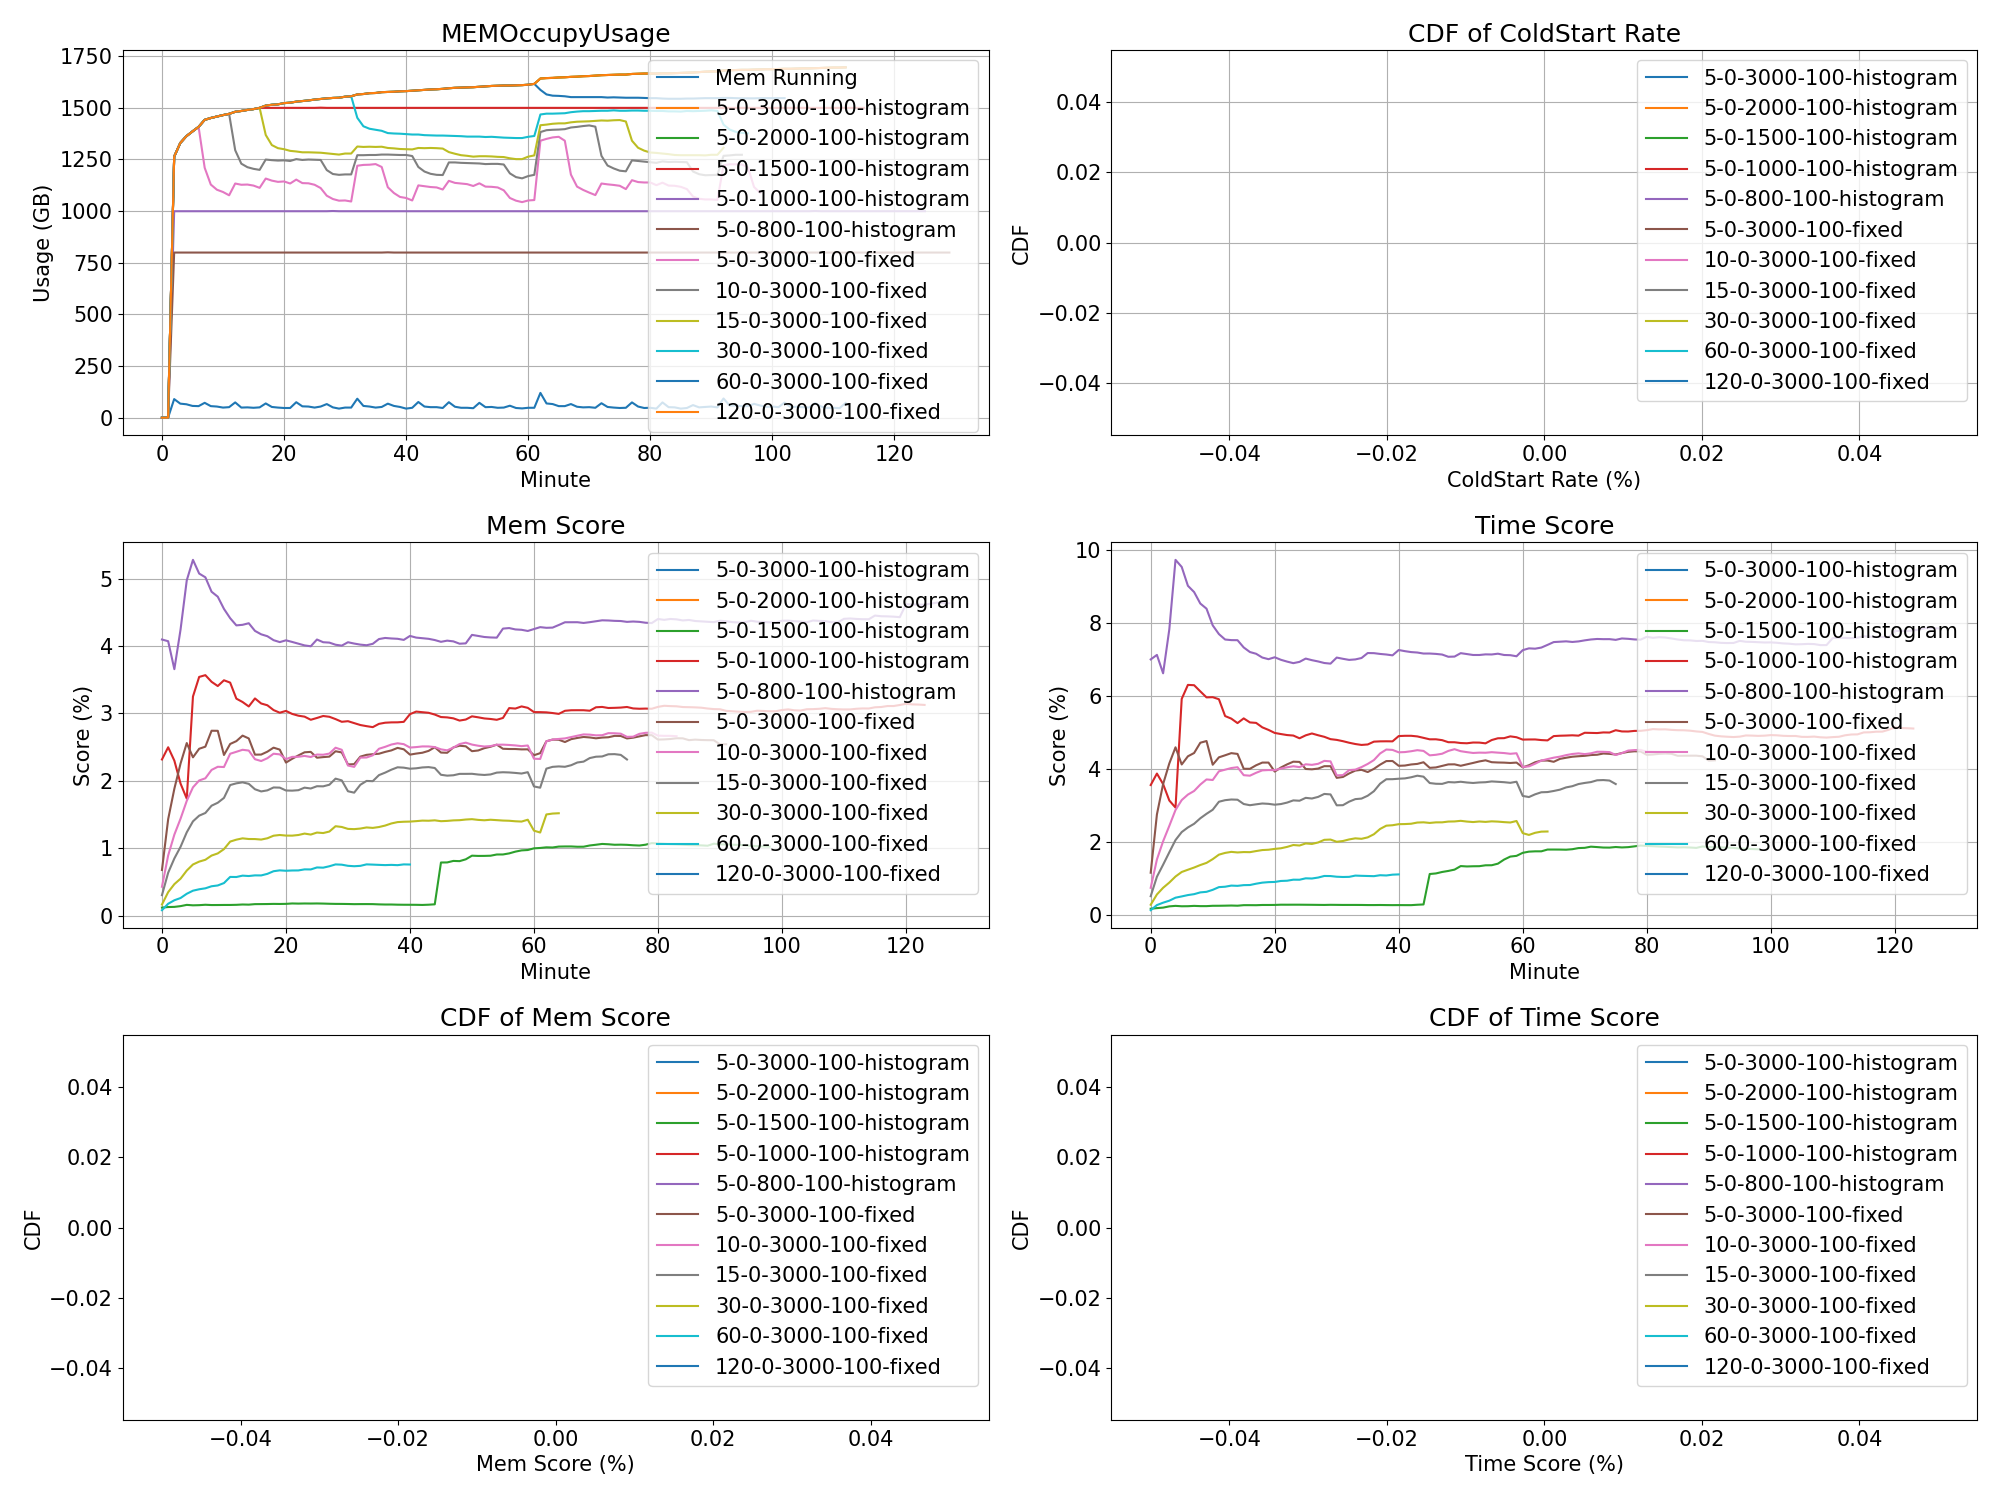 MEMOccupyUsage
Usage (GB)
1750
1500
1250
1000
750
500
250
0
0 20 40 60 80 100 120
Minute
Mem Running
5-0-3000-100-histogram
5-0-2000-100-histogram
5-0-1500-100-histogram
5-0-1000-100-histogram
5-0-800-100-histogram
5-0-3000-100-fixed
10-0-3000-100-fixed
15-0-3000-100-fixed
30-0-3000-100-fixed
60-0-3000-100-fixed
120-0-3000-100-fixed
CDF of ColdStart Rate
CDF
0.04
0.02
0.00
−0.02
−0.04
−0.04 −0.02 0.00 0.02 0.04
ColdStart Rate (%)
5-0-3000-100-histogram
5-0-2000-100-histogram
5-0-1500-100-histogram
5-0-1000-100-histogram
5-0-800-100-histogram
5-0-3000-100-fixed
10-0-3000-100-fixed
15-0-3000-100-fixed
30-0-3000-100-fixed
60-0-3000-100-fixed
120-0-3000-100-fixed
Mem Score
Score (%)
5
4
3
2
1
0
0 20 40 60 80 100 120
Minute
5-0-3000-100-histogram
5-0-2000-100-histogram
5-0-1500-100-histogram
5-0-1000-100-histogram
5-0-800-100-histogram
5-0-3000-100-fixed
10-0-3000-100-fixed
15-0-3000-100-fixed
30-0-3000-100-fixed
60-0-3000-100-fixed
120-0-3000-100-fixed
Time Score
Score (%)
10
8
6
4
2
0
0 20 40 60 80 100 120
Minute
5-0-3000-100-histogram
5-0-2000-100-histogram
5-0-1500-100-histogram
5-0-1000-100-histogram
5-0-800-100-histogram
5-0-3000-100-fixed
10-0-3000-100-fixed
15-0-3000-100-fixed
30-0-3000-100-fixed
60-0-3000-100-fixed
120-0-3000-100-fixed
CDF of Mem Score
CDF
0.04
0.02
0.00
−0.02
−0.04
−0.04 −0.02 0.00 0.02 0.04
Mem Score (%)
5-0-3000-100-histogram
5-0-2000-100-histogram
5-0-1500-100-histogram
5-0-1000-100-histogram
5-0-800-100-histogram
5-0-3000-100-fixed
10-0-3000-100-fixed
15-0-3000-100-fixed
30-0-3000-100-fixed
60-0-3000-100-fixed
120-0-3000-100-fixed
CDF of Time Score
CDF
0.04
0.02
0.00
−0.02
−0.04
−0.04 −0.02 0.00 0.02 0.04
Time Score (%)
5-0-3000-100-histogram
5-0-2000-100-histogram
5-0-1500-100-histogram
5-0-1000-100-histogram
5-0-800-100-histogram
5-0-3000-100-fixed
10-0-3000-100-fixed
15-0-3000-100-fixed
30-0-3000-100-fixed
60-0-3000-100-fixed
120-0-3000-100-fixed